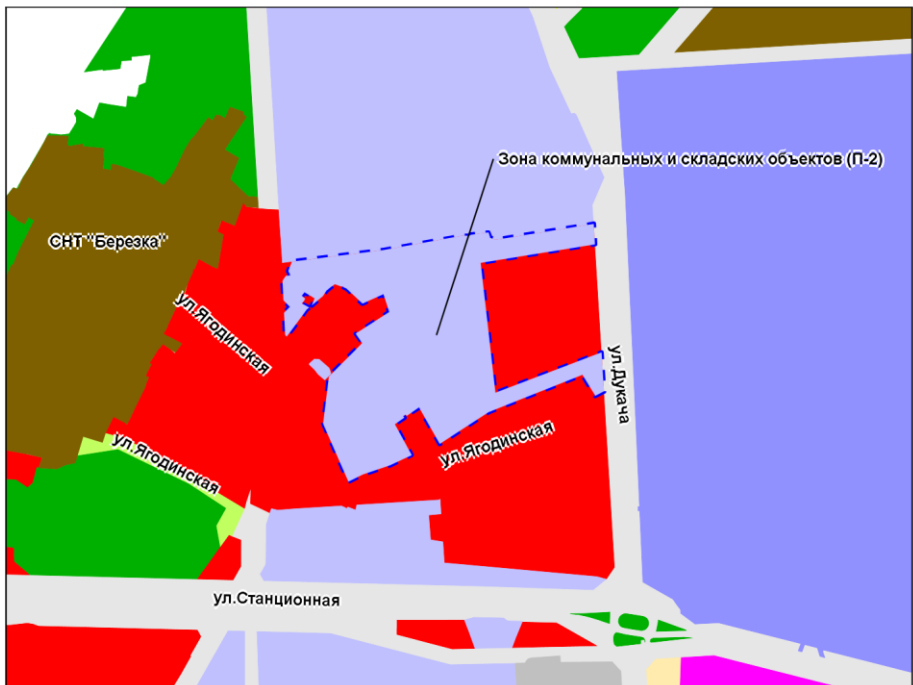 Зона коммунальных и складских объектов (П-2)
СНТ "Березка"
ул.Ягодинская
ул.Дукача
ул.Ягодинская
ул.Ягодинская
ул.Станционная